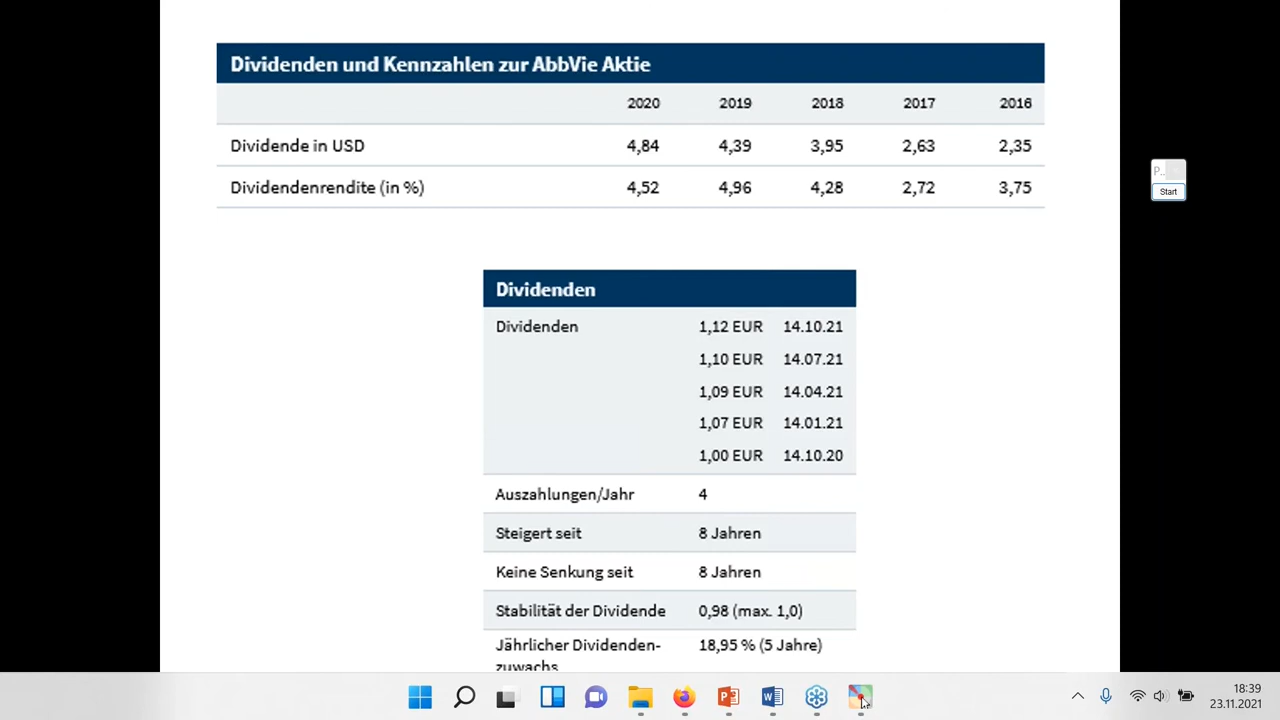 Dividenden und Kennzahlen zur AbbVie Aktie
2020 2019 2018 2017 2016
Dividende in USD 4,84 4,39 3,95 2,63 2,35
Dividendenrendite (in %) 4,52 4,96 4,28 2,72 3,75
P..
Start
Dividenden
Dividenden 1,12 EUR 14.10.21
1,10 EUR 14.07.21
1,09 EUR 14.04.21
1,07 EUR 14.01.21
1,00 EUR 14.10.20
Auszahlungen/Jahr 4
Steigert seit 8 Jahren
Keine Senkung seit 8 Jahren
Stabilität der Dividende 0,98 (max. 1,0)
Jährlicher Dividenden- 18,95 % (5 Jahre)
zuwachs
18:39
23.11.2021